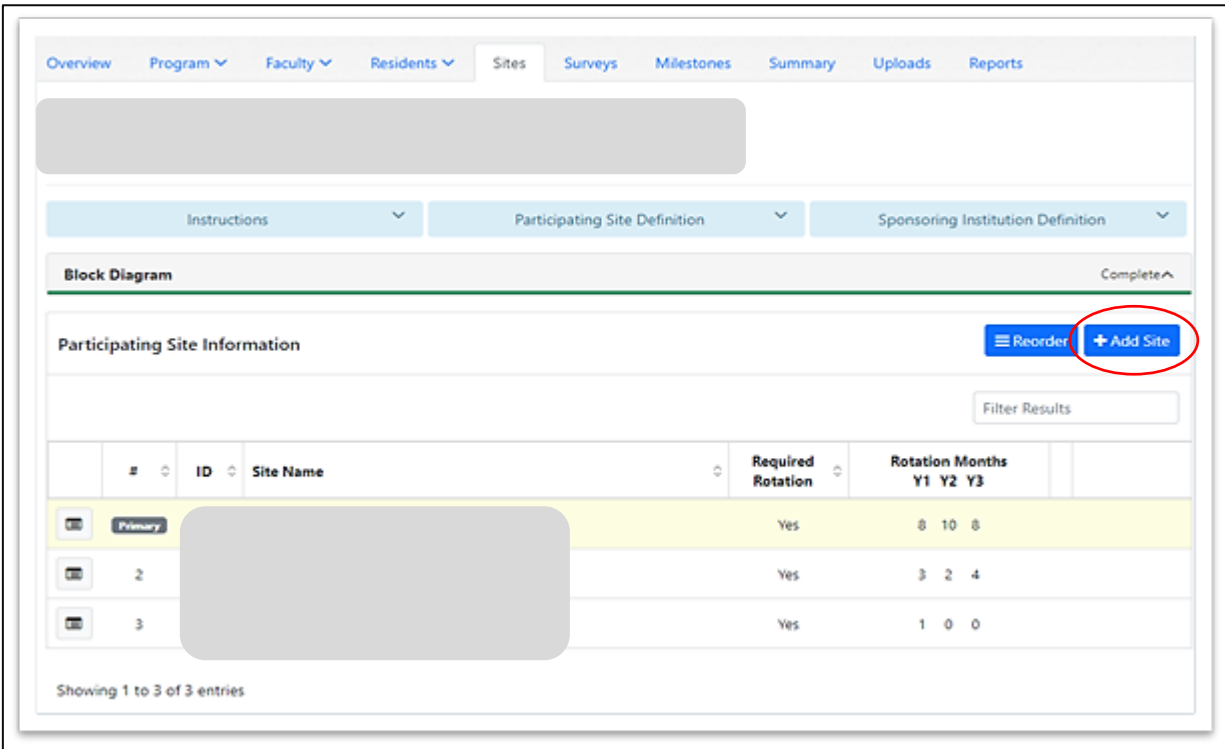 Overview Program Faculty Residents Sites Surveys Milestones Summary Uploads Reports
Instructions Participating Site Definition Sponsoring Institution Definition
Block Diagram Complete
Participating Site Information Reorder + Add Site
Filter Results
# ID Site Name Required Rotation Rotation Months
Y1 Y2 Y3
Primary Yes 8 10 8
2 Yes 3 2 4
3 Yes 1 0 0
Showing 1 to 3 of 3 entries